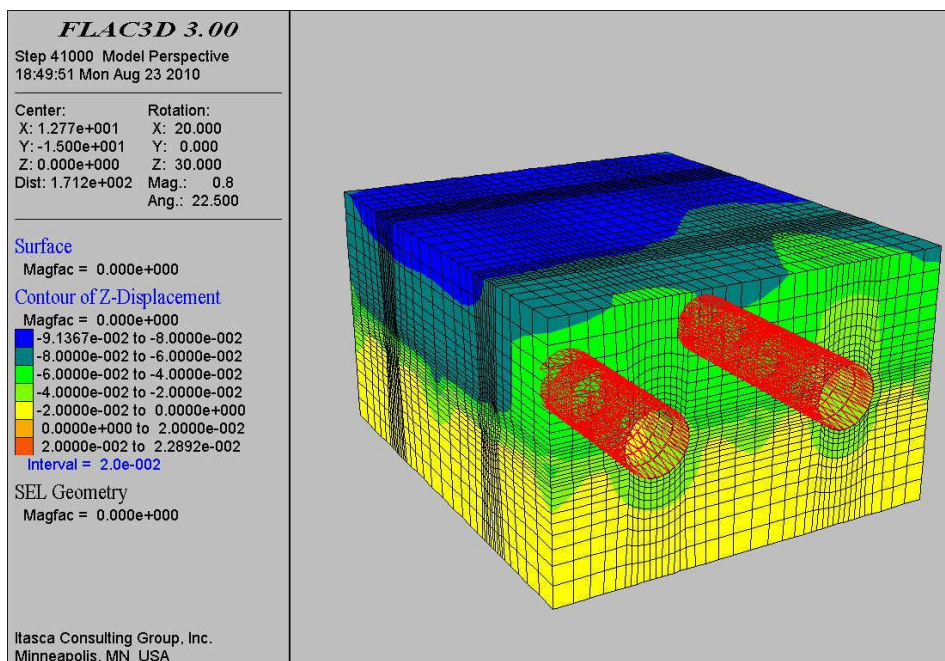 FLAC3D 3.00
Step 41000 Model Perspective
18:49:51 Mon Aug 23 2010
Center: Rotation:
X: 1.277e+001 X: 20.000
Y: -1.500e+001 Y: 0.000
Z: 0.000e+000 Z: 30.000
Dist: 1.712e+002 Mag.: 0.8
Ang.: 22.500
Surface
Magfac = 0.000e+000
Contour of Z-Displacement
Magfac = 0.000e+000
-9.1367e-002 to -8.0000e-002
-8.0000e-002 to -6.0000e-002
-6.0000e-002 to -4.0000e-002
-4.0000e-002 to -2.0000e-002
-2.0000e-002 to 0.0000e+000
0.0000e+000 to 2.0000e-002
2.0000e-002 to 2.2892e-002
Interval = 2.0e-002
SEL Geometry
Magfac = 0.000e+000
Itasca Consulting Group, Inc.
Minneapolis, MN USA